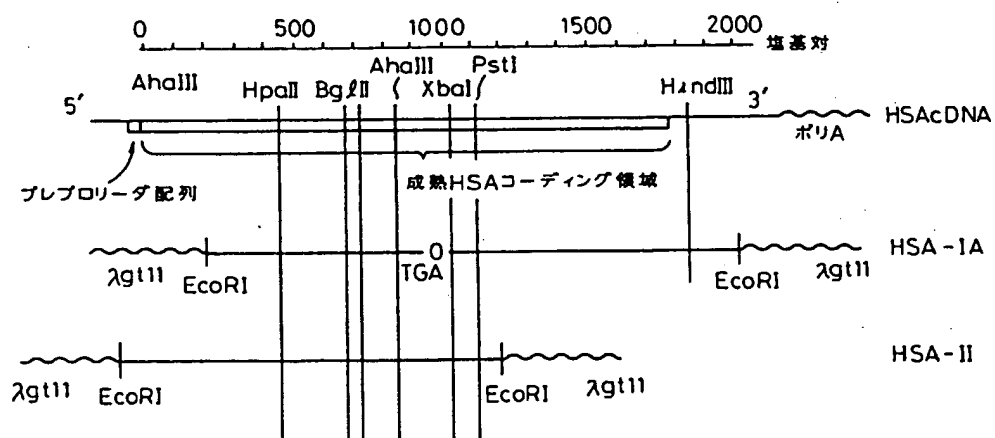 0 500 1000 1500 2000 塩基対
AhaIII PstI
AhaIII HpaII BglII XbaI HindIII
5' 3' HSAcDNA
ポリA
プレプロリーダ配列 成熟HSAコーディング領域
0 HSA-IA
λgt11 EcoRI TGA EcoRI λgt11
HSA-II
λgt11 EcoRI EcoRI λgt11